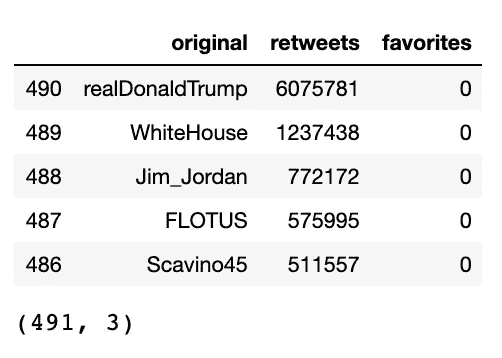 original retweets favorites
490 realDonaldTrump 6075781 0
489 WhiteHouse 1237438 0
488 Jim_Jordan 772172 0
487 FLOTUS 575995 0
486 Scavino45 511557 0
(491, 3)